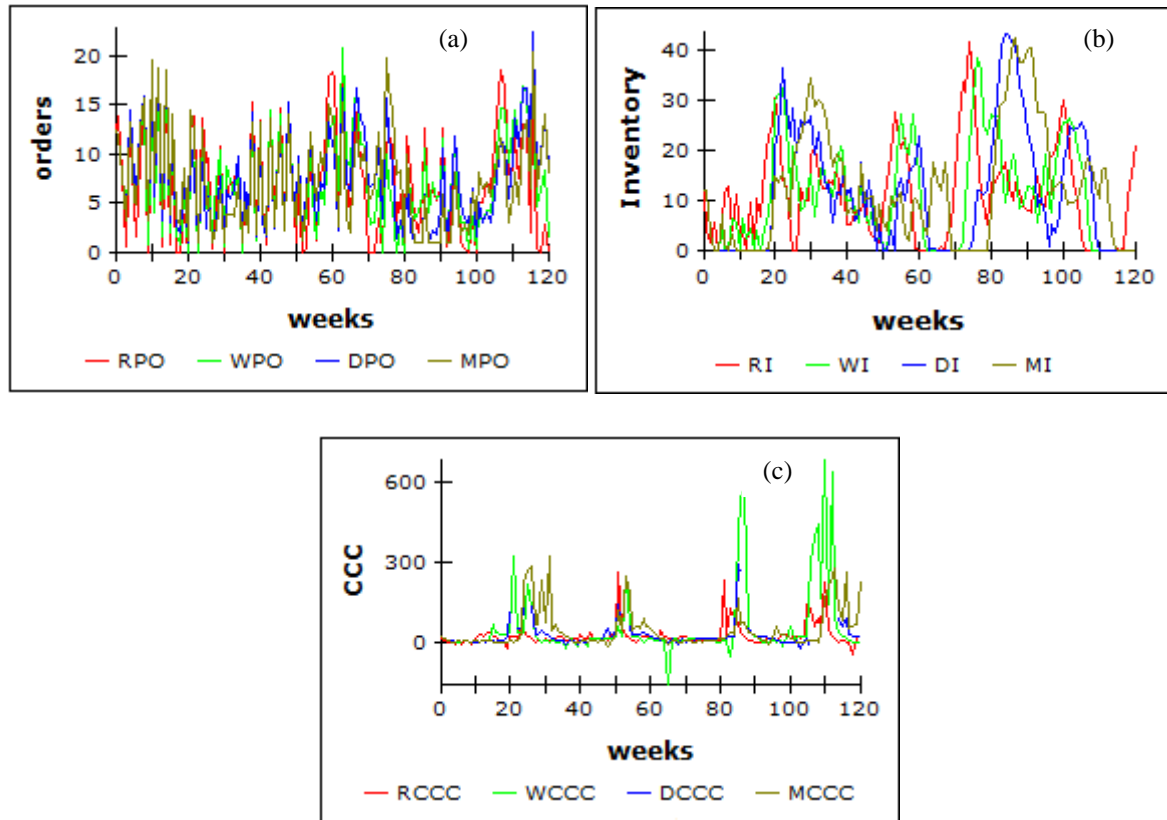 (a)
orders
20
15
10
5
0
0 20 40 60 80 100 120
weeks
RPO WPO DPO MPO
(b)
Inventory
40
30
20
10
0
0 20 40 60 80 100 120
weeks
RI WI DI MI
(c)
CCC
600
300
0
0 20 40 60 80 100 120
weeks
RCCC WCCC DCCC MCCC